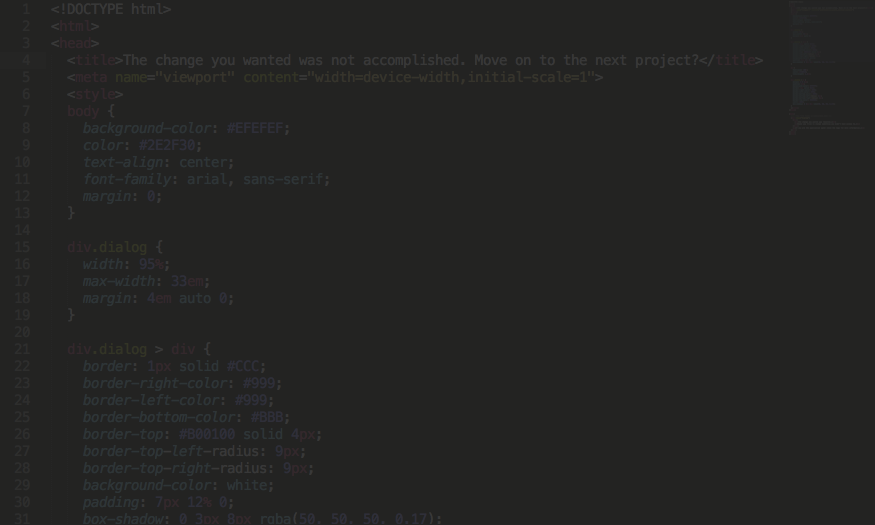 1 <!DOCTYPE html>
2 <html>
3 <head>
4 <title>The change you wanted was not accomplished. Move on to the next project?</title>
5 <meta name="viewport" content="width=device-width,initial-scale=1">
6 <style>
7 body {
8 background-color: #EFEFEF;
9 color: #2E2F30;
10 text-align: center;
11 font-family: arial, sans-serif;
12 margin: 0;
13 }
14
15 div.dialog {
16 width: 95%;
17 max-width: 33em;
18 margin: 4em auto 0;
19 }
20
21 div.dialog > div {
22 border: 1px solid #CCC;
23 border-right-color: #999;
24 border-left-color: #999;
25 border-bottom-color: #BBB;
26 border-top: #B00100 solid 4px;
27 border-top-left-radius: 9px;
28 border-top-right-radius: 9px;
29 background-color: white;
30 padding: 7px 12% 0;
31 box-shadow: 0 3px 8px rgba(50, 50, 50, 0.17);